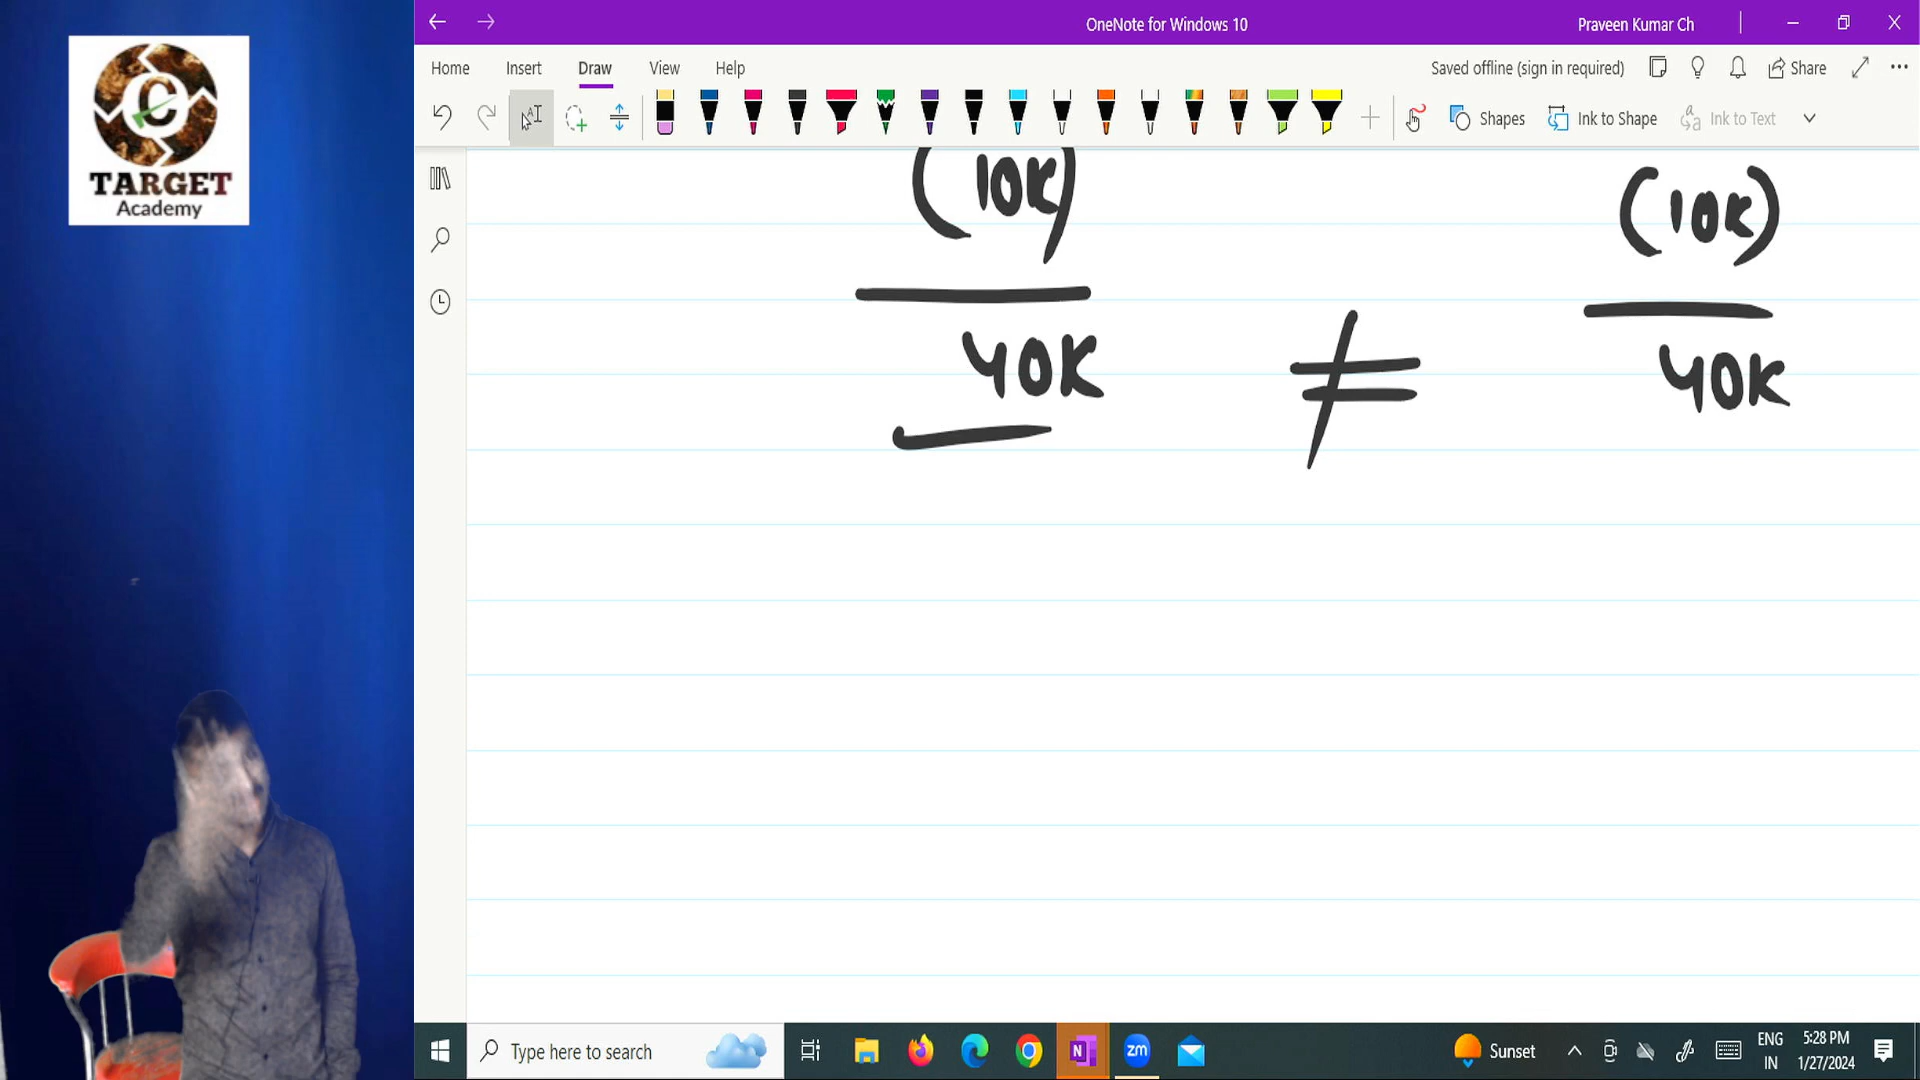 TARGET
Academy
OneNote for Windows 10
Praveen Kumar Ch
Home Insert Draw View Help
Saved offline (sign in required)
Share
Shapes
Ink to Shape
Ink to Text
(10K) (10K)
40K ≠ 40K
Type here to search
N
zm
Sunset
ENG
IN
5:28 PM
1/27/2024